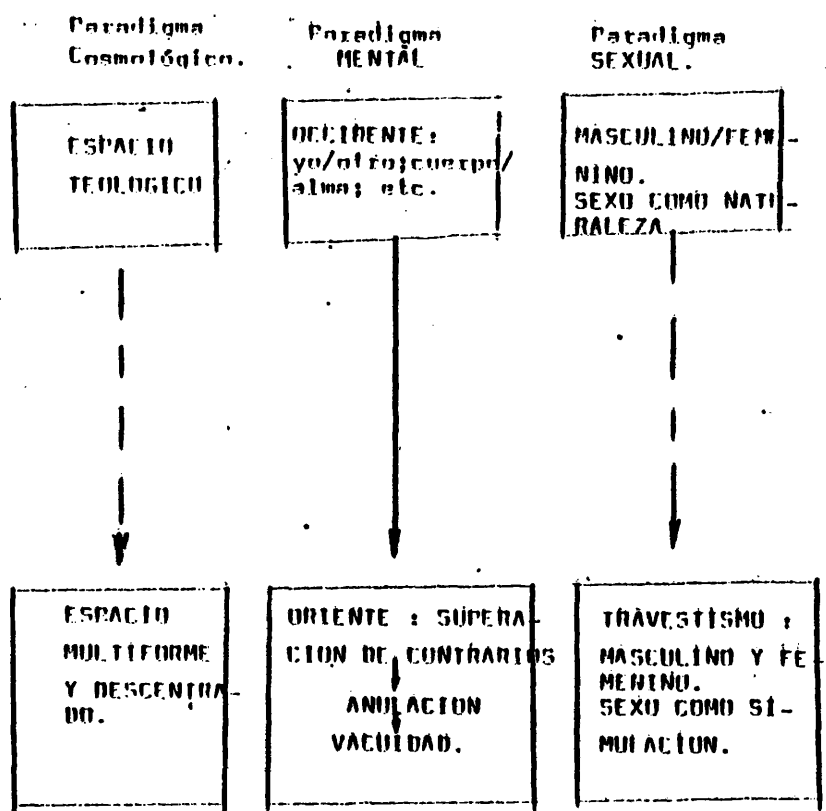 Paradigma
Cosmológico.
Paradigma
MENTAL
Paradigma
SEXUAL.
ESPACIO
TEOLOGICO
OCCIDENTE:
yo/otro;cuerpo/
alma; etc.
MASCULINO/FEME-
NINO.
SEXO COMO NATU-
RALEZA
ESPACIO
MULTIFORME
Y DESCENTRA-
DO.
ORIENTE : SUPERA-
CION DE CONTRARIOS
ANULACION
VACUIDAD.
TRAVESTISMO :
MASCULINO Y FE-
MENINO.
SEXO COMO SI-
MULACION.